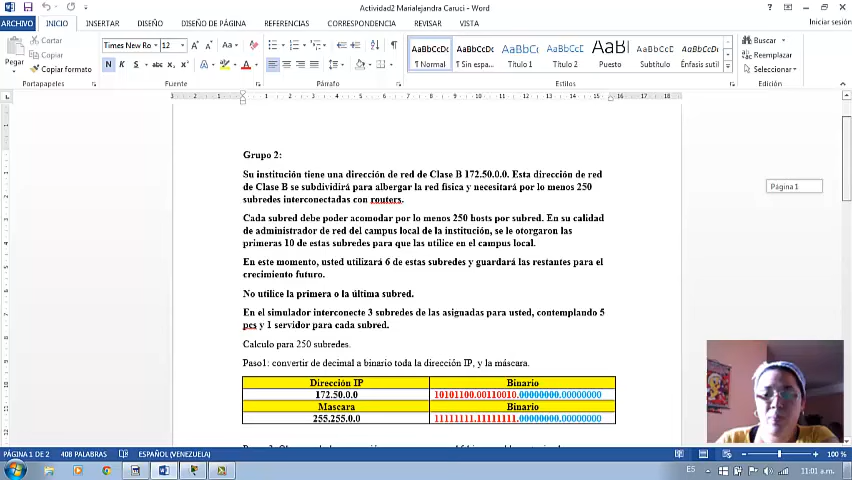 Actividad2 Marialejandra Caruci - Word
ARCHIVO INICIO INSERTAR DISEÑO DISEÑO DE PÁGINA REFERENCIAS CORRESPONDENCIA REVISAR VISTA Iniciar sesión
Pegar
Cortar
Copiar
Copiar formato
Portapapeles
Times New Ro 12
Fuente
Párrafo
AaBbCcDc AaBbCcDc AaBbCc AaBbCcD AaBb AaBbCcDd AaBbCcDc
¶ Normal ¶ Sin espa... Título 1 Título 2 Puesto Subtítulo Énfasis sutil
Estilos
Buscar
Reemplazar
Seleccionar
Edición
Grupo 2:
Su institución tiene una dirección de red de Clase B 172.50.0.0. Esta dirección de red
de Clase B se subdividirá para albergar la red física y necesitará por lo menos 250
subredes interconectadas con routers.
Cada subred debe poder acomodar por lo menos 250 hosts por subred. En su calidad
de administrador de red del campus local de la institución, se le otorgaron las
primeras 10 de estas subredes para que las utilice en el campus local.
En este momento, usted utilizará 6 de estas subredes y guardará las restantes para el
crecimiento futuro.
No utilice la primera o la última subred.
En el simulador interconecte 3 subredes de las asignadas para usted, contemplando 5
pcs y 1 servidor para cada subred.
Calculo para 250 subredes.
Paso1: convertir de decimal a binario toda la dirección IP, y la máscara.
Dirección IP Binario
172.50.0.0 10101100.00110010.00000000.00000000
Mascara Binario
255.255.0.0 11111111.11111111.00000000.00000000
Página 1
PÁGINA 1 DE 2 408 PALABRAS ESPAÑOL (VENEZUELA) 100 %
ES 11:01 a.m.